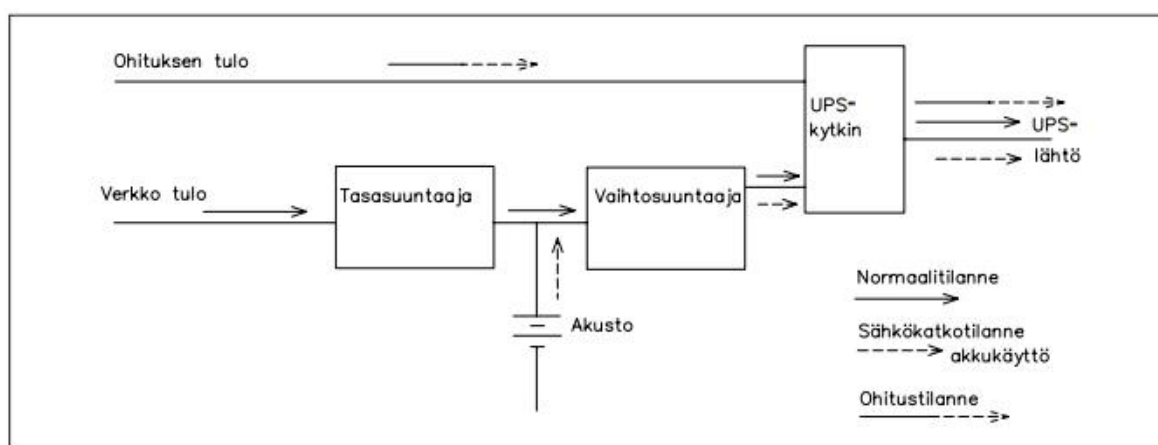 Ohituksen tulo
UPS-
kytkin
UPS-
lähtö
Verkko tulo
Tasasuuntaaja
Vaihtosuuntaaja
Akusto
Normaalitilanne
Sähkökatkotilanne
akkukäyttö
Ohitustilanne